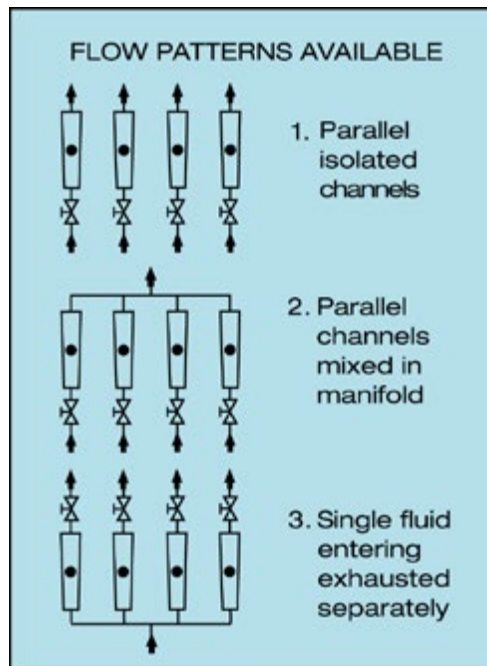 FLOW PATTERNS AVAILABLE
1. Parallel
isolated
channels
2. Parallel
channels
mixed in
manifold
3. Single fluid
entering
exhausted
separately